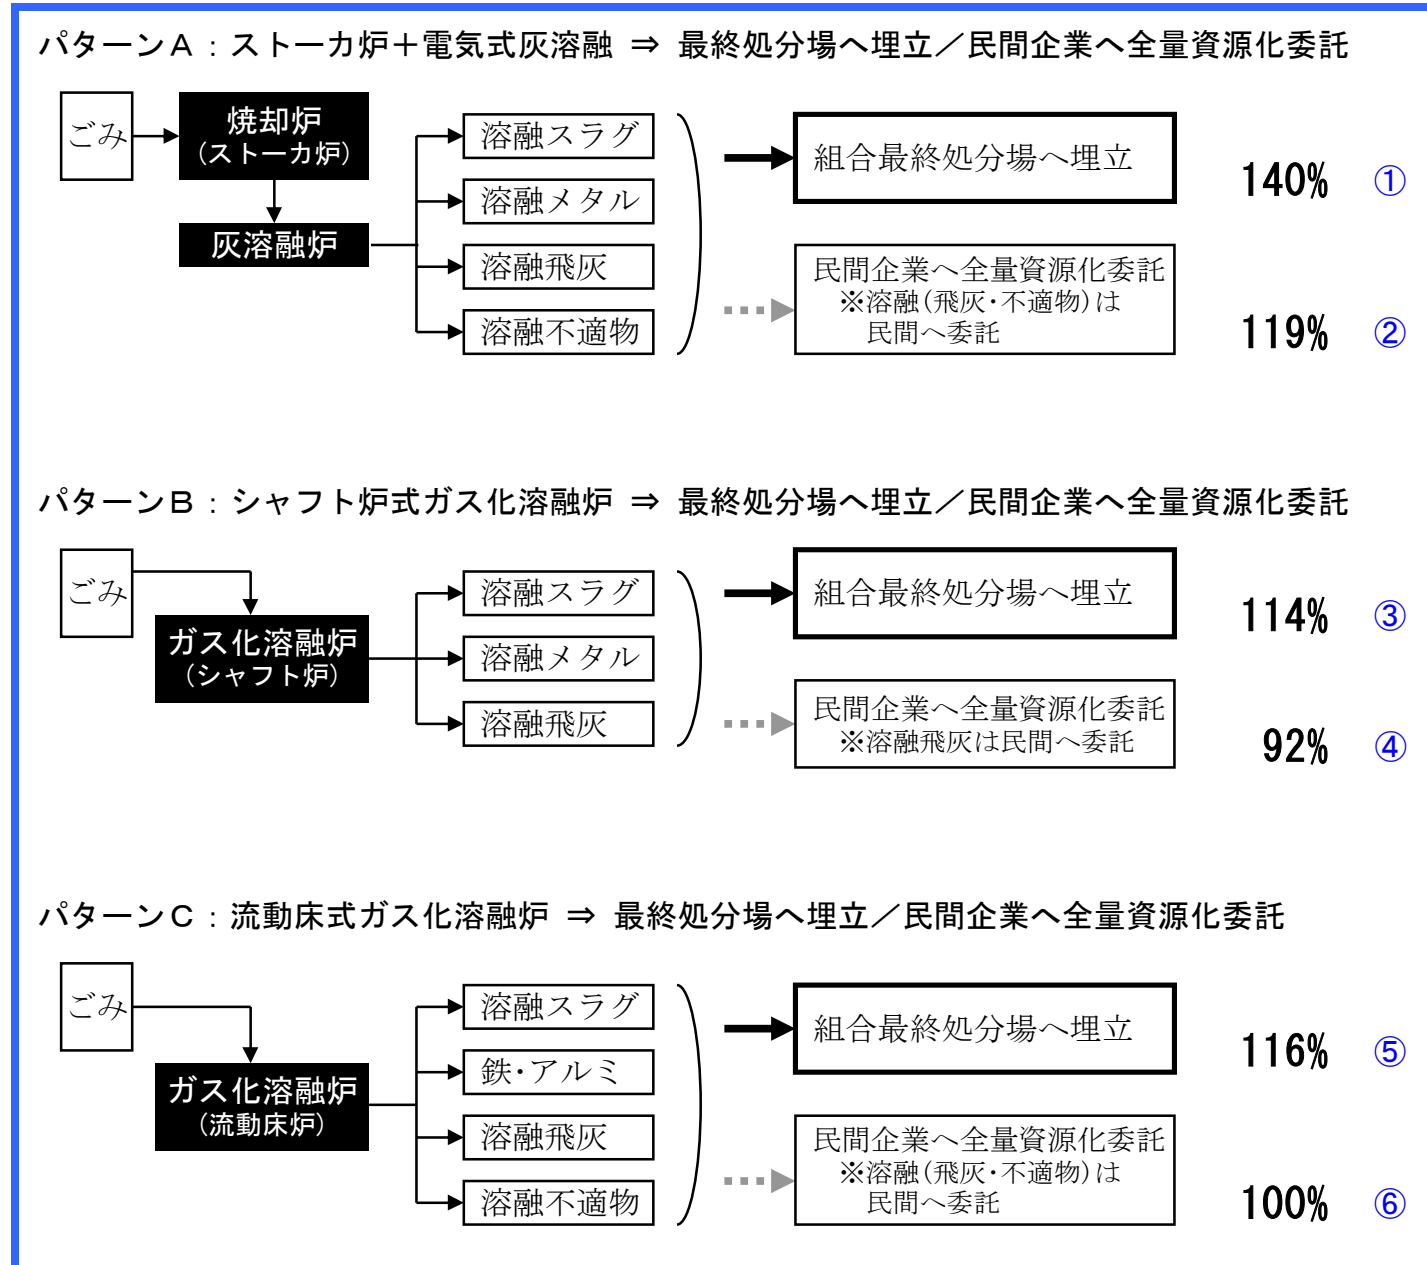 パターンA：ストーカ炉＋電気式灰溶融 ⇒ 最終処分場へ埋立／民間企業へ全量資源化委託
ごみ
焼却炉
(ストーカ炉)
灰溶融炉
溶融スラグ
溶融メタル
溶融飛灰
溶融不適物
組合最終処分場へ埋立
140% ①
民間企業へ全量資源化委託
※溶融(飛灰･不適物)は
民間へ委託
119% ②
パターンB：シャフト炉式ガス化溶融炉 ⇒ 最終処分場へ埋立／民間企業へ全量資源化委託
ごみ
ガス化溶融炉
(シャフト炉)
溶融スラグ
溶融メタル
溶融飛灰
組合最終処分場へ埋立
114% ③
民間企業へ全量資源化委託
※溶融飛灰は民間へ委託
92% ④
パターンC：流動床式ガス化溶融炉 ⇒ 最終処分場へ埋立／民間企業へ全量資源化委託
ごみ
ガス化溶融炉
(流動床炉)
溶融スラグ
鉄･アルミ
溶融飛灰
溶融不適物
組合最終処分場へ埋立
116% ⑤
民間企業へ全量資源化委託
※溶融(飛灰･不適物)は
民間へ委託
100% ⑥